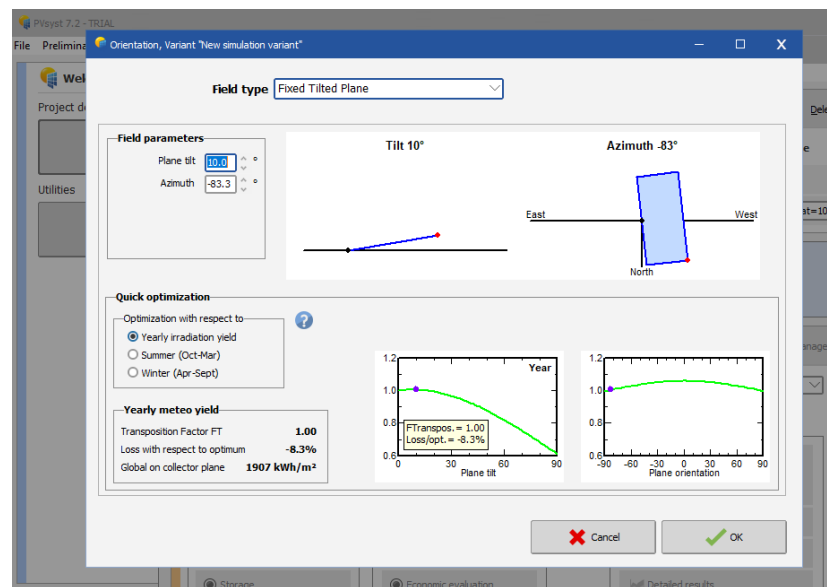 PVsyst 7.2 - TRIAL
File Prelimina
Orientation, Variant "New simulation variant"
X
Wel
Project d
Utilities
Field type Fixed Tilted Plane
Field parameters
Plane tilt 10.0 °
Azimuth -83.3 °
Tilt 10°
Azimuth -83°
East
West
North
Dele
e
at=10
Quick optimization
Optimization with respect to
Yearly irradiation yield
Summer (Oct-Mar)
Winter (Apr-Sept)
?
Yearly meteo yield
Transposition Factor FT 1.00
Loss with respect to optimum -8.3%
Global on collector plane 1907 kWh/m²
1.2
1.0
0.8
0.6
Year
FTranspos.= 1.00
Loss/opt.= -8.3%
0 30 60 90
Plane tilt
1.2
1.0
0.8
0.6
-90 -60 -30 0 30 60 90
Plane orientation
anage
Cancel
OK
Storage
Economic evaluation
Detailed results